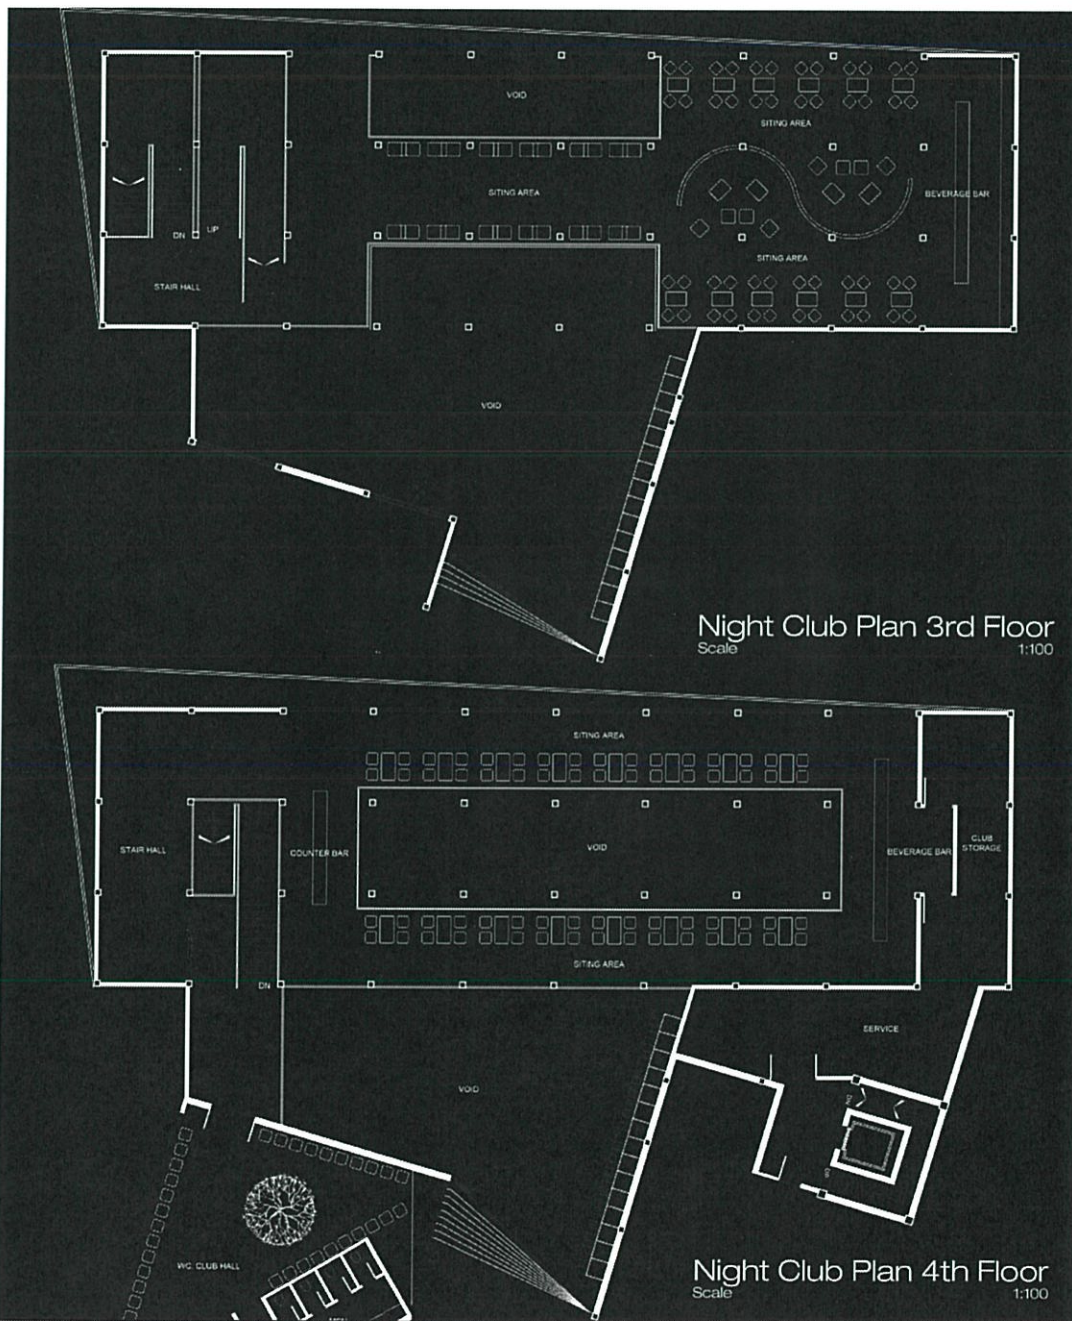 VOID
SITING AREA
SITING AREA
BEVERAGE BAR
DN UP
SITING AREA
STAIR HALL
VOID
Night Club Plan 3rd Floor
Scale 1:100
SITING AREA
STAIR HALL
COUNTER BAR
VOID
BEVERAGE BAR
CLUB
STORAGE
SITING AREA
DN
SERVICE
VOID
DN
WC. CLUB HALL
Night Club Plan 4th Floor
Scale 1:100